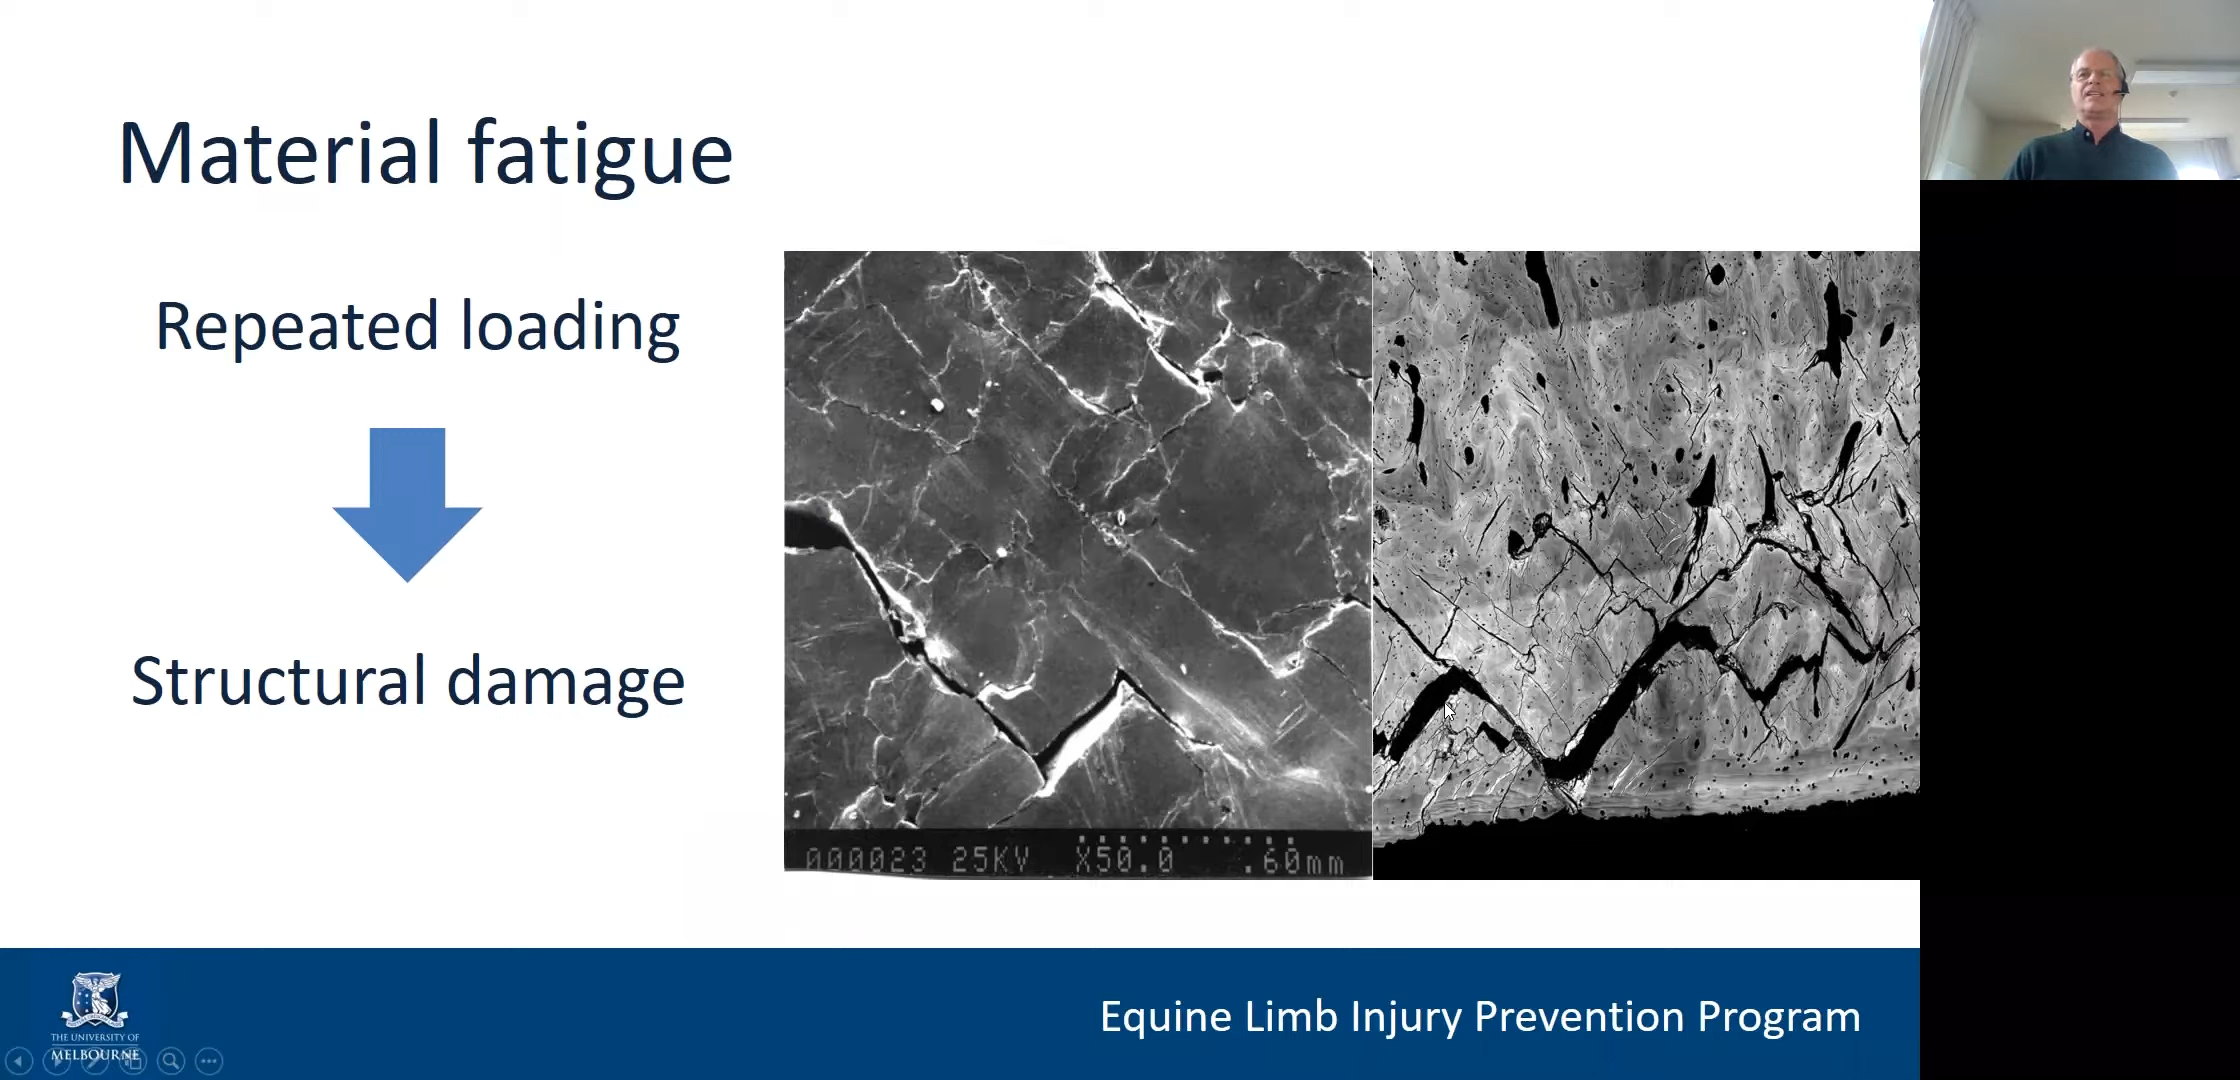 Material fatigue
Repeated loading
Structural damage
000023 25KV X50.0 .60mm
THE UNIVERSITY OF
MELBOURNE
Equine Limb Injury Prevention Program